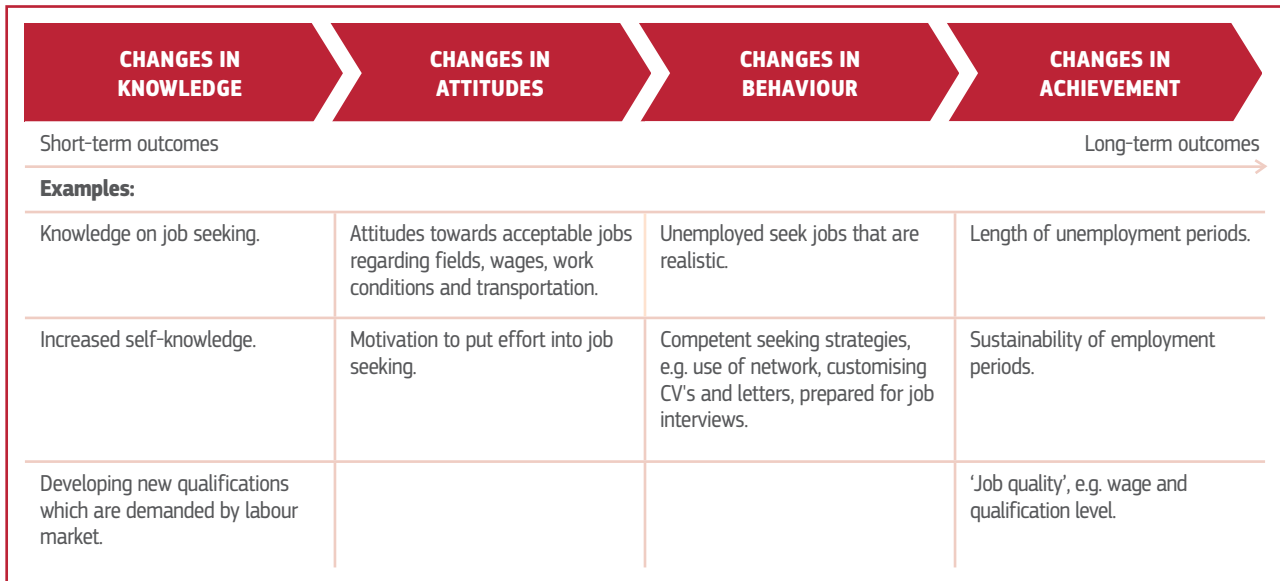 CHANGES IN
KNOWLEDGE
CHANGES IN
ATTITUDES
CHANGES IN
BEHAVIOUR
CHANGES IN
ACHIEVEMENT
Short-term outcomes
Long-term outcomes
Examples:
Knowledge on job seeking.
Attitudes towards acceptable jobs
regarding fields, wages, work
conditions and transportation.
Unemployed seek jobs that are
realistic.
Length of unemployment periods.
Increased self-knowledge.
Motivation to put effort into job
seeking.
Competent seeking strategies,
e.g. use of network, customising
CV's and letters, prepared for job
interviews.
Sustainability of employment
periods.
Developing new qualifications
which are demanded by labour
market.
‘Job quality’, e.g. wage and
qualification level.